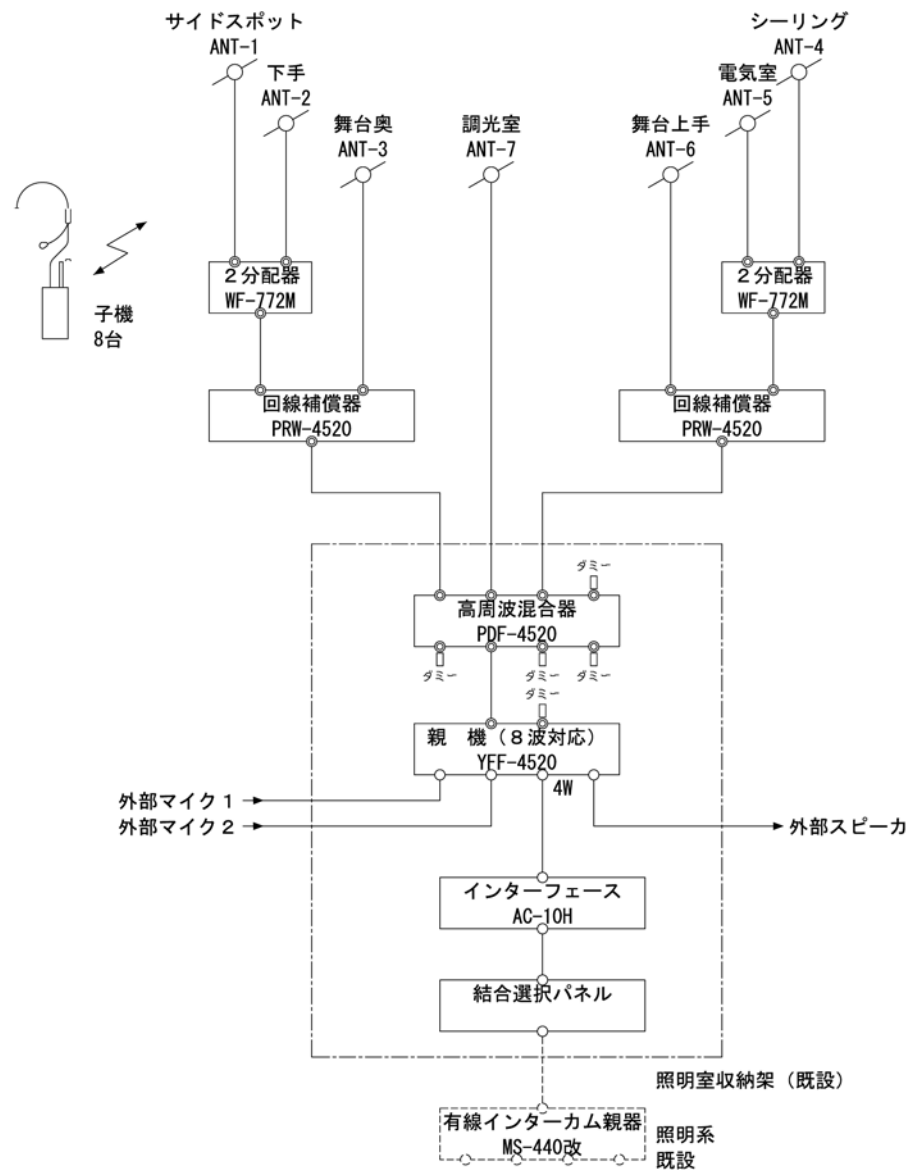 サイドスポット
ANT-1
下手
ANT-2
舞台奥
ANT-3
調光室
ANT-7
シーリング
ANT-4
電気室
ANT-5
舞台上手
ANT-6
子機
8台
2分配器
WF-772M
2分配器
WF-772M
回線補償器
PRW-4520
回線補償器
PRW-4520
ダミー
高周波混合器
PDF-4520
ダミー
ダミー
ダミー
ダミー
親 機(8波対応)
YFF-4520
4W
外部マイク1
外部マイク2
外部スピーカ
インターフェース
AC-10H
結合選択パネル
照明室収納架(既設)
有線インターカム親器
MS-440改
照明系
既設